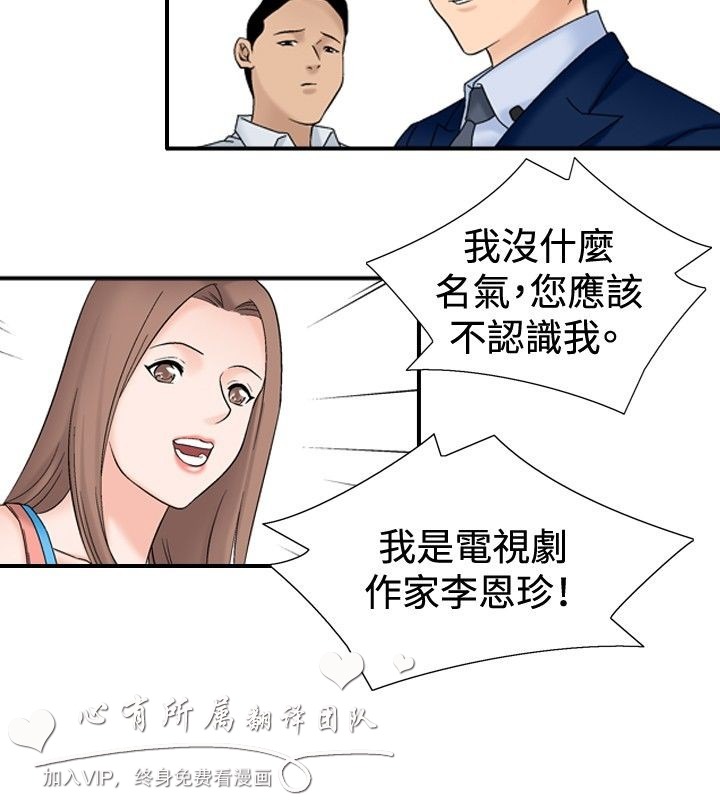 我沒什麼
名氣，您應該
不認識我。
我是電視劇
作家李恩珍！
心有所属翻译团队
加入VIP，终身免费看漫画